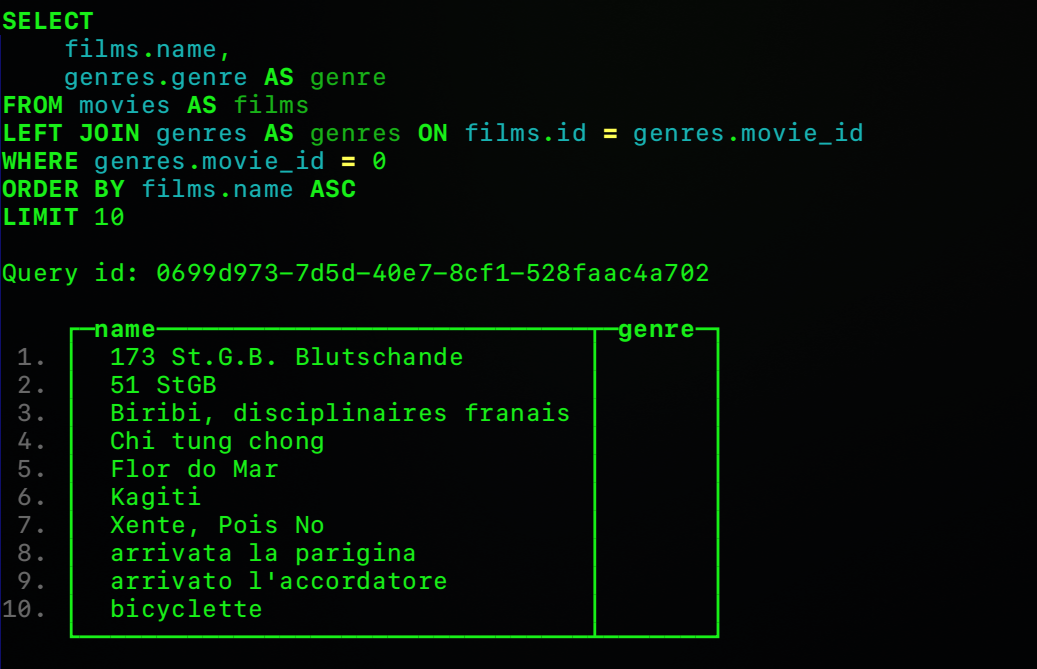 SELECT
    films.name,
    genres.genre AS genre
FROM movies AS films
LEFT JOIN genres AS genres ON films.id = genres.movie_id
WHERE genres.movie_id = 0
ORDER BY films.name ASC
LIMIT 10
Query id: 0699d973-7d5d-40e7-8cf1-528faac4a702
name genre
1. 173 St.G.B. Blutschande
2. 51 StGB
3. Biribi, disciplinaires franais
4. Chi tung chong
5. Flor do Mar
6. Kagiti
7. Xente, Pois No
8. arrivata la parigina
9. arrivato l'accordatore
10. bicyclette